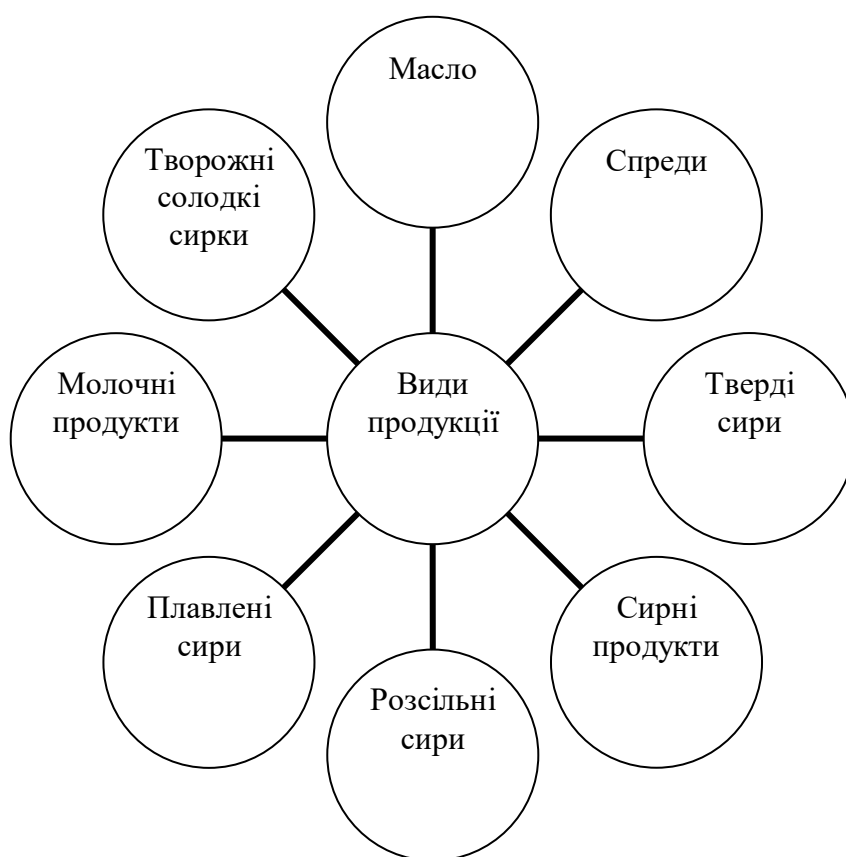 Масло
Спреди
Тверді
сири
Сирні
продукти
Розсільні
сири
Плавлені
сири
Молочні
продукти
Творожні
солодкі
сирки
Види
продукції